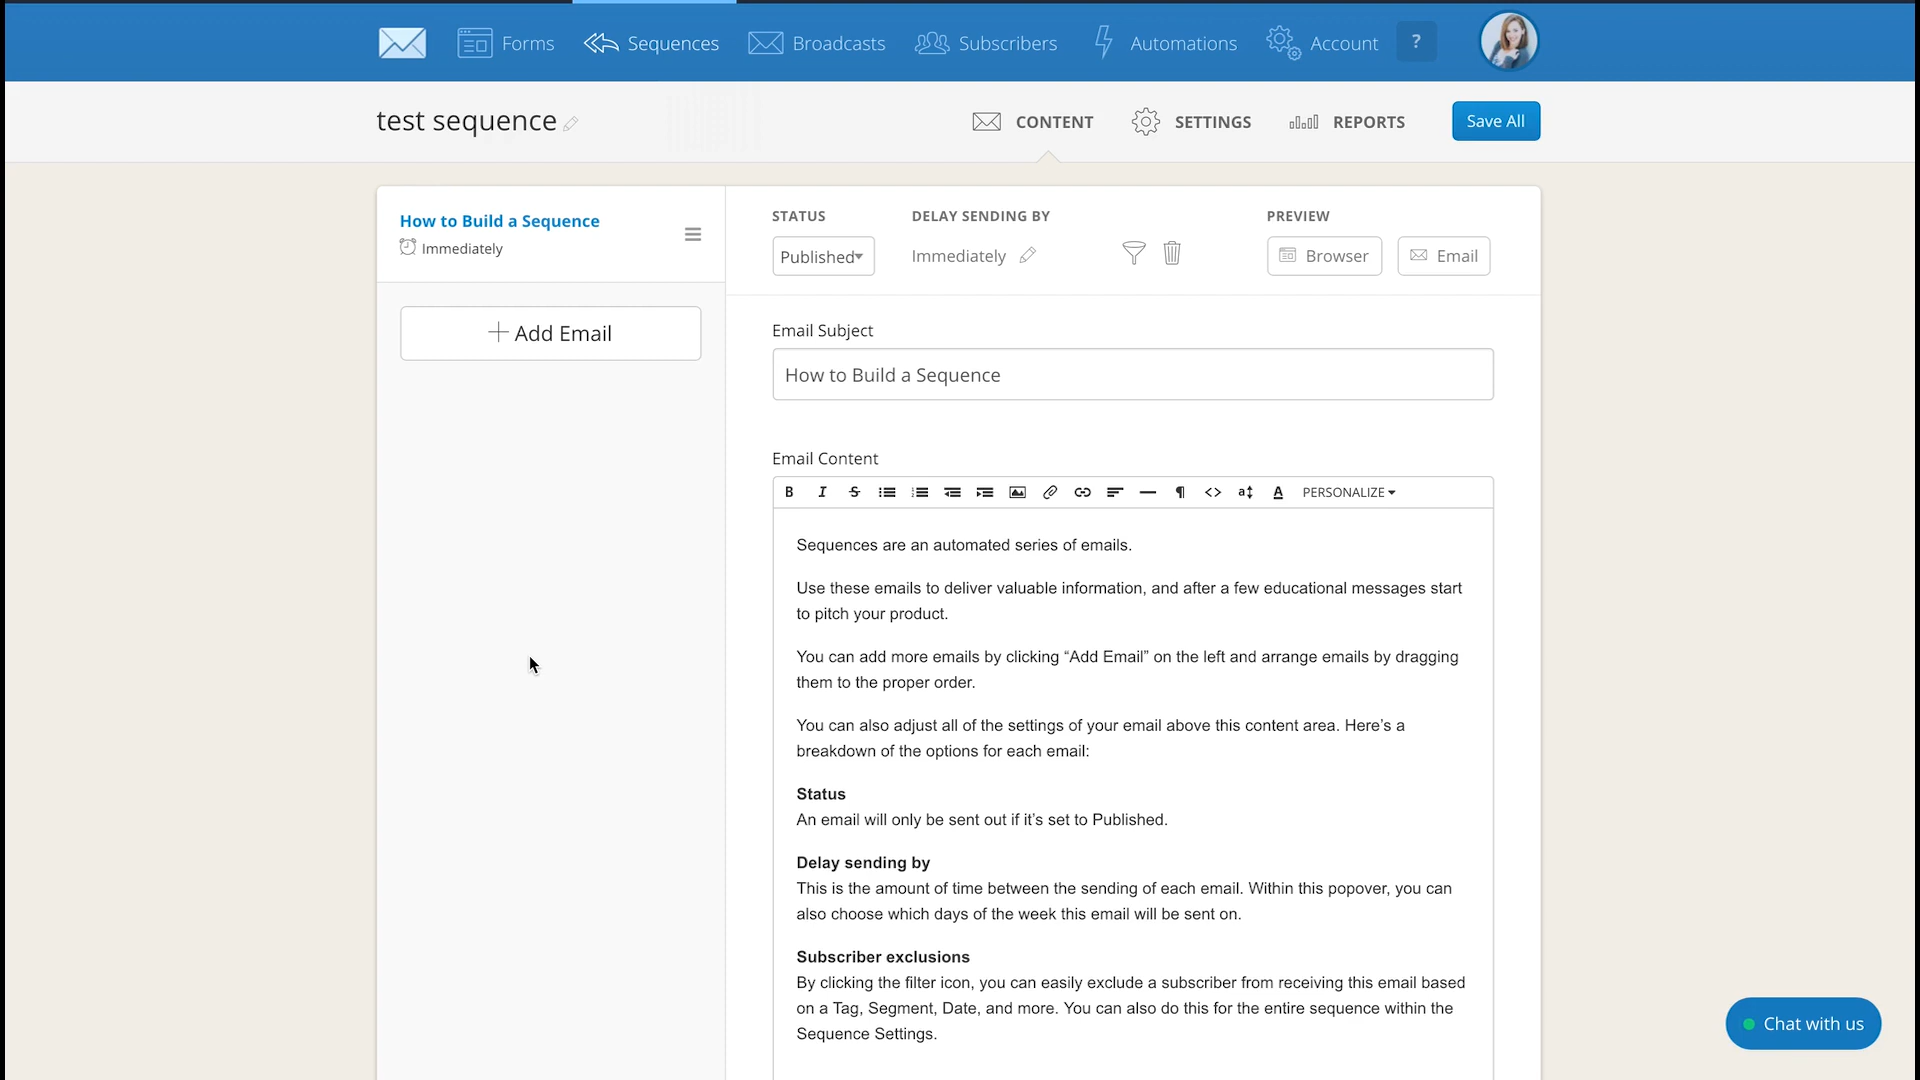 Forms Sequences Broadcasts Subscribers Automations Account ?
test sequence CONTENT SETTINGS REPORTS Save All
How to Build a Sequence
Immediately
Add Email
STATUS DELAY SENDING BY PREVIEW
Published Immediately Browser Email
Email Subject
How to Build a Sequence
Email Content
B I S a A PERSONALIZE
Sequences are an automated series of emails.
Use these emails to deliver valuable information, and after a few educational messages start
to pitch your product.
You can add more emails by clicking “Add Email” on the left and arrange emails by dragging
them to the proper order.
You can also adjust all of the settings of your email above this content area. Here’s a
breakdown of the options for each email:
Status
An email will only be sent out if it’s set to Published.
Delay sending by
This is the amount of time between the sending of each email. Within this popover, you can
also choose which days of the week this email will be sent on.
Subscriber exclusions
By clicking the filter icon, you can easily exclude a subscriber from receiving this email based
on a Tag, Segment, Date, and more. You can also do this for the entire sequence within the
Sequence Settings.
Chat with us